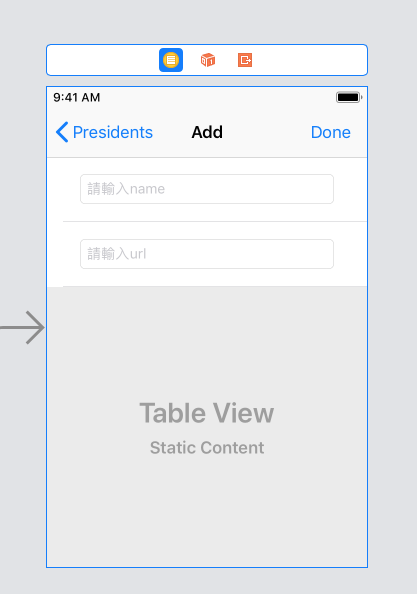 9:41 AM
Presidents Add Done
請輸入name
請輸入url
Table View
Static Content